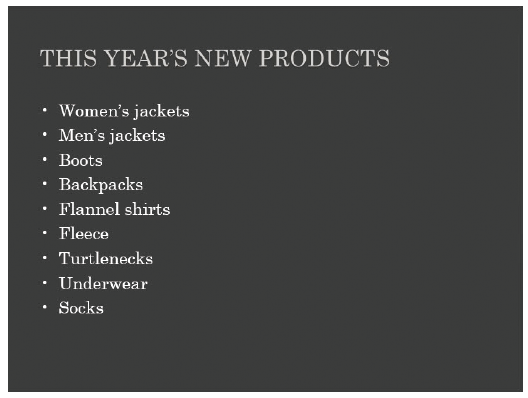 THIS YEAR’S NEW PRODUCTS
• Women’s jackets
• Men’s jackets
• Boots
• Backpacks
• Flannel shirts
• Fleece
• Turtlenecks
• Underwear
• Socks